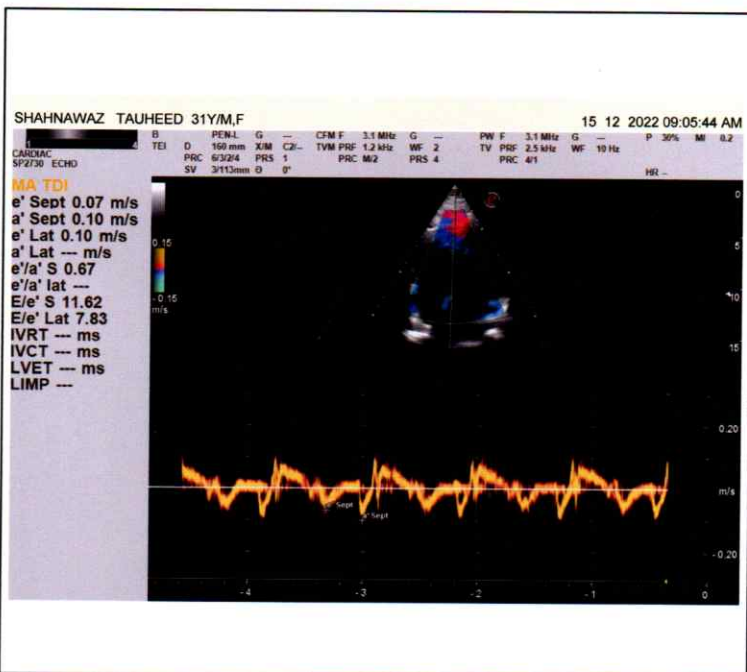 SHAHNAWAZ TAUHEED 31Y/M,F 15 12 2022 09:05:44 AM
B PEN-L G --- CFM F 3.1 MHz G --- PW F 3.1 MHz G --- P 30% MI 0.2
TEI D 160 mm X/M C2/-- TVM PRF 1.2 kHz WF 2 TV PRF 2.5 kHz WF 10 Hz
PRC 6/3/2/4 PRS 1 PRC M/2 PRS 4 PRC 4/1
SV 3/113mm Θ 0° HR --
4
CARDIAC
SP2730 ECHO
MA TDI
e' Sept 0.07 m/s
a' Sept 0.10 m/s
e' Lat 0.10 m/s
a' Lat --- m/s
e'/a' S 0.67
e'/a' lat ---
E/e' S 11.62
E/e' Lat 7.83
IVRT --- ms
IVCT --- ms
LVET --- ms
LIMP ---
0.15
- 0.15
m/s
0
5
10
15
0.20
m/s
- 0.20
e' Sept
a' Sept
- 4
- 3
- 2
- 1
0